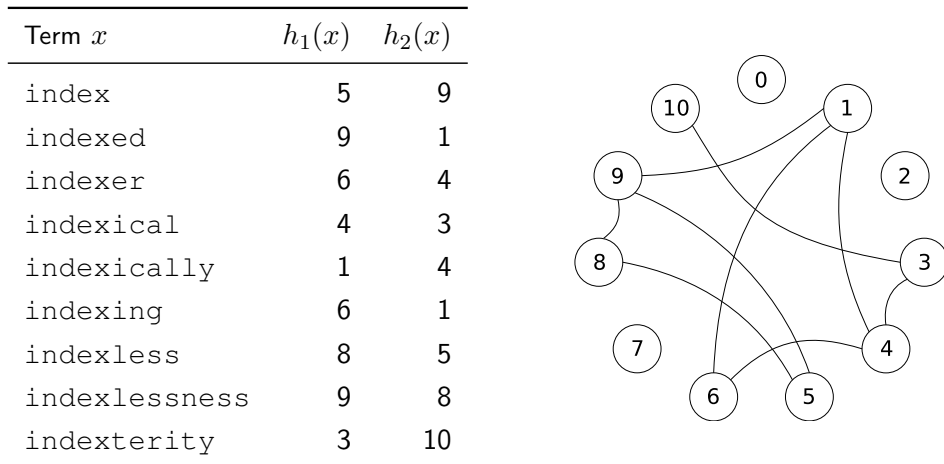 Term x h₁(x) h₂(x)
index 5 9
indexed 9 1
indexer 6 4
indexical 4 3
indexically 1 4
indexing 6 1
indexless 8 5
indexlessness 9 8
indexterity 3 10
0
10 1
9 2
8 3
7 4
6 5